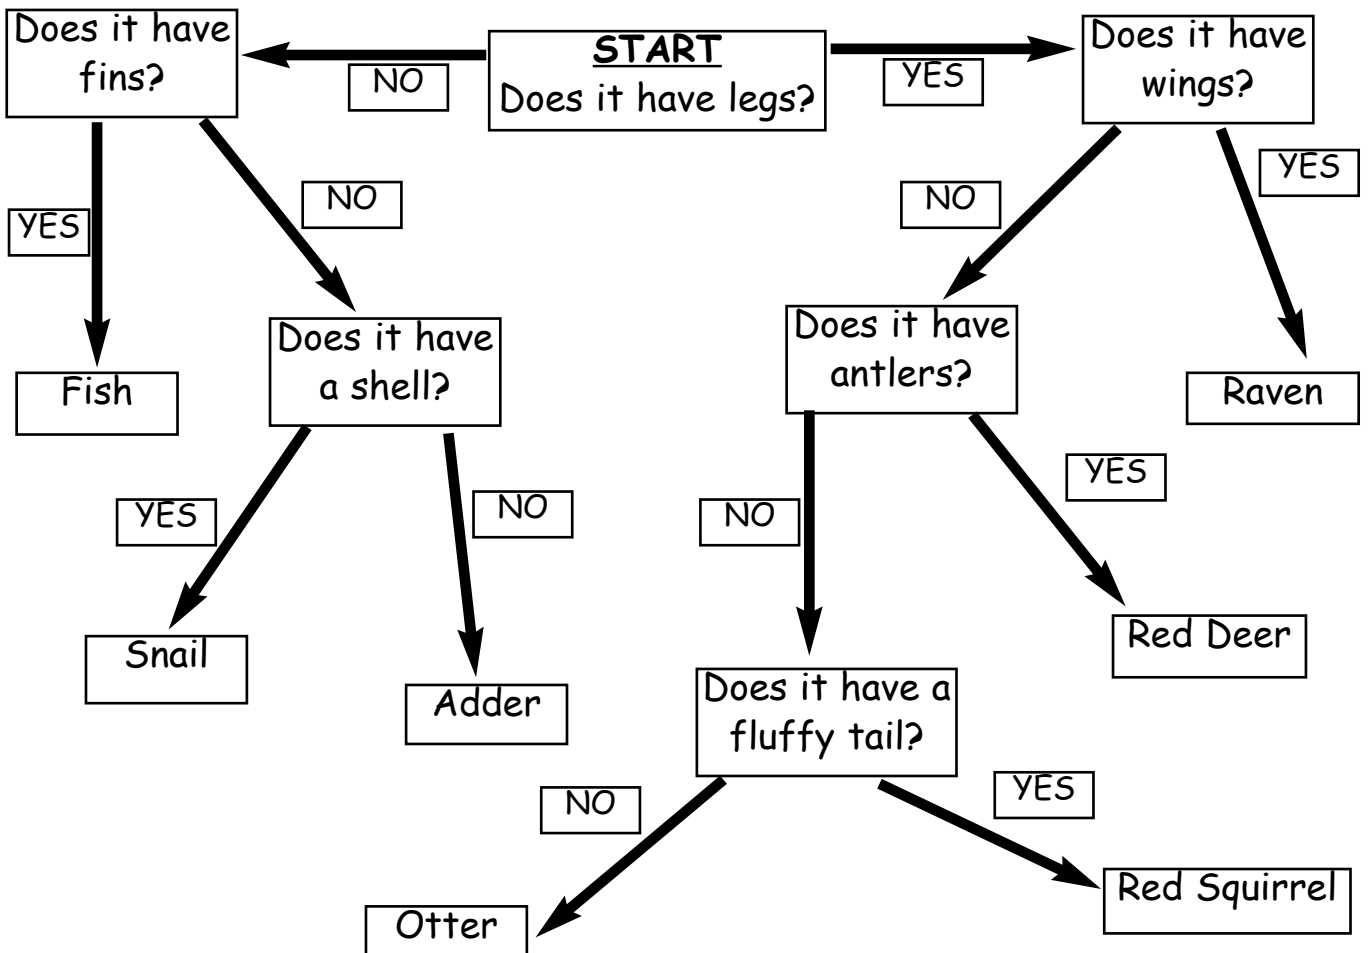 Does it have
fins?
NO
START
Does it have legs?
YES
Does it have
wings?
YES
NO
NO
YES
Fish
Does it have
a shell?
Does it have
antlers?
Raven
YES
NO
NO
YES
Snail
Adder
Red Deer
Does it have a
fluffy tail?
NO
YES
Otter
Red Squirrel